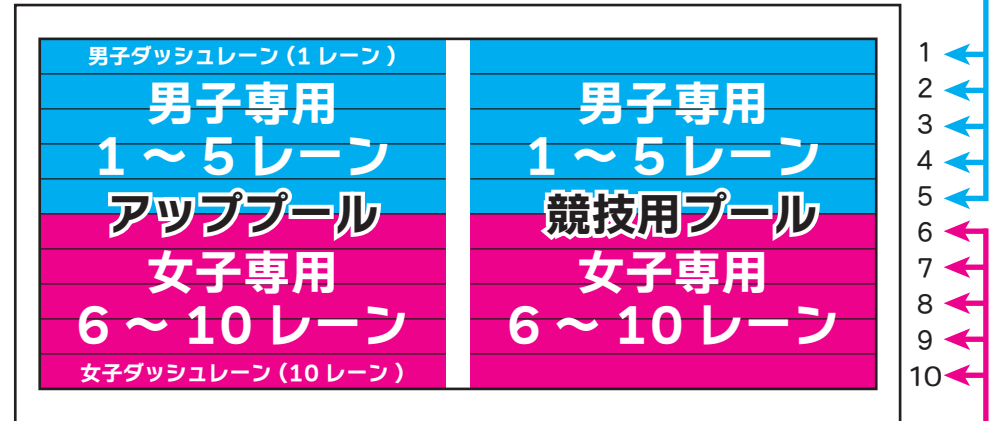 男子ダッシュレーン（1レーン）
男子専用
1～5レーン
アッププール
女子専用
6～10レーン
女子ダッシュレーン（10レーン）
男子専用
1～5レーン
競技用プール
女子専用
6～10レーン
1
2
3
4
5
6
7
8
9
10